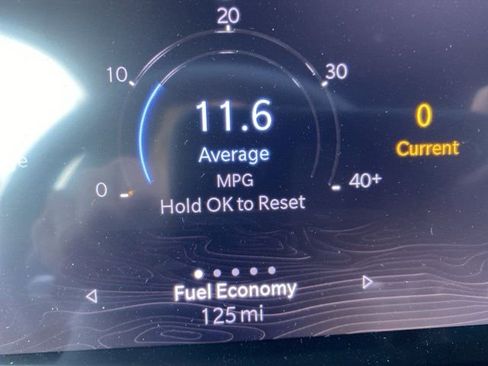 20
10
30
11.6
0
Average
Current
MPG
0
40+
Hold OK to Reset
Fuel Economy
125 mi